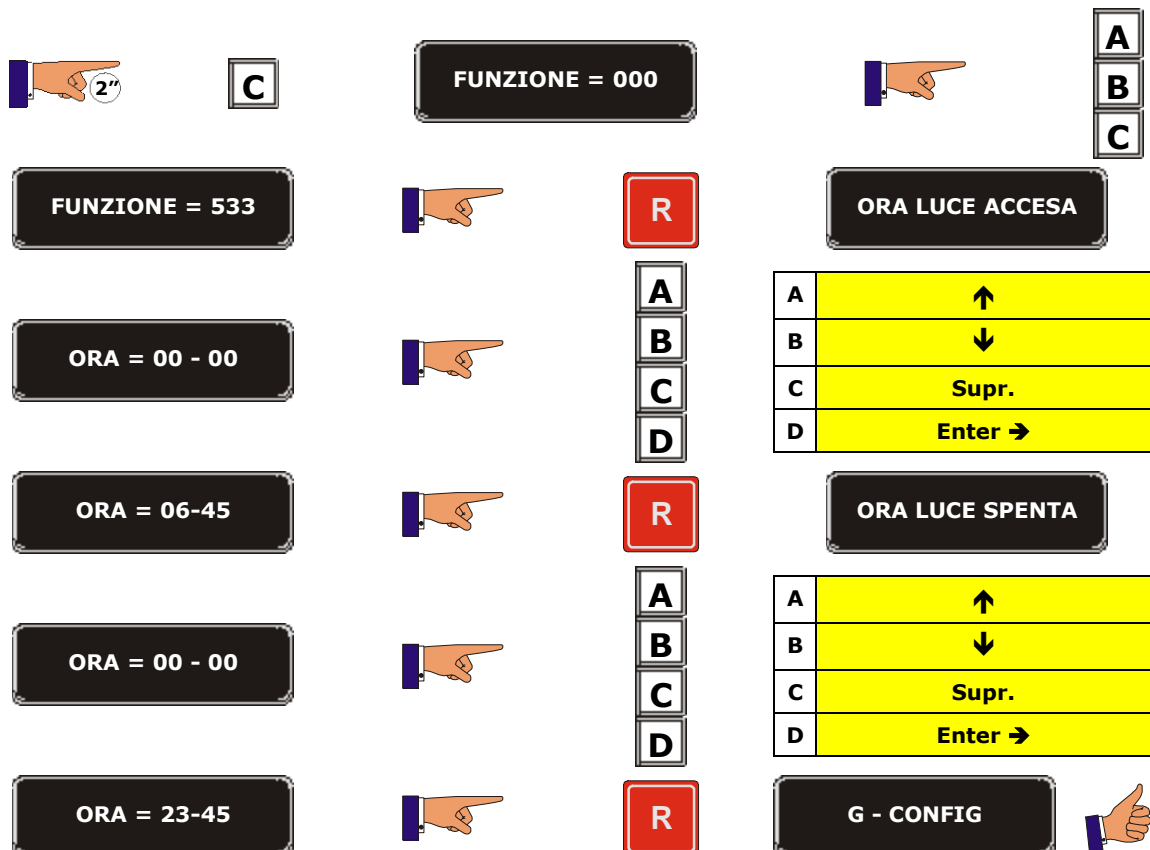 2”
C
FUNZIONE = 000
A
B
C
FUNZIONE = 533
R
ORA LUCE ACCESA
ORA = 00 - 00
A
B
C
D
A ↑
B ↓
C Supr.
D Enter →
ORA = 06-45
R
ORA LUCE SPENTA
ORA = 00 - 00
A
B
C
D
A ↑
B ↓
C Supr.
D Enter →
ORA = 23-45
R
G - CONFIG